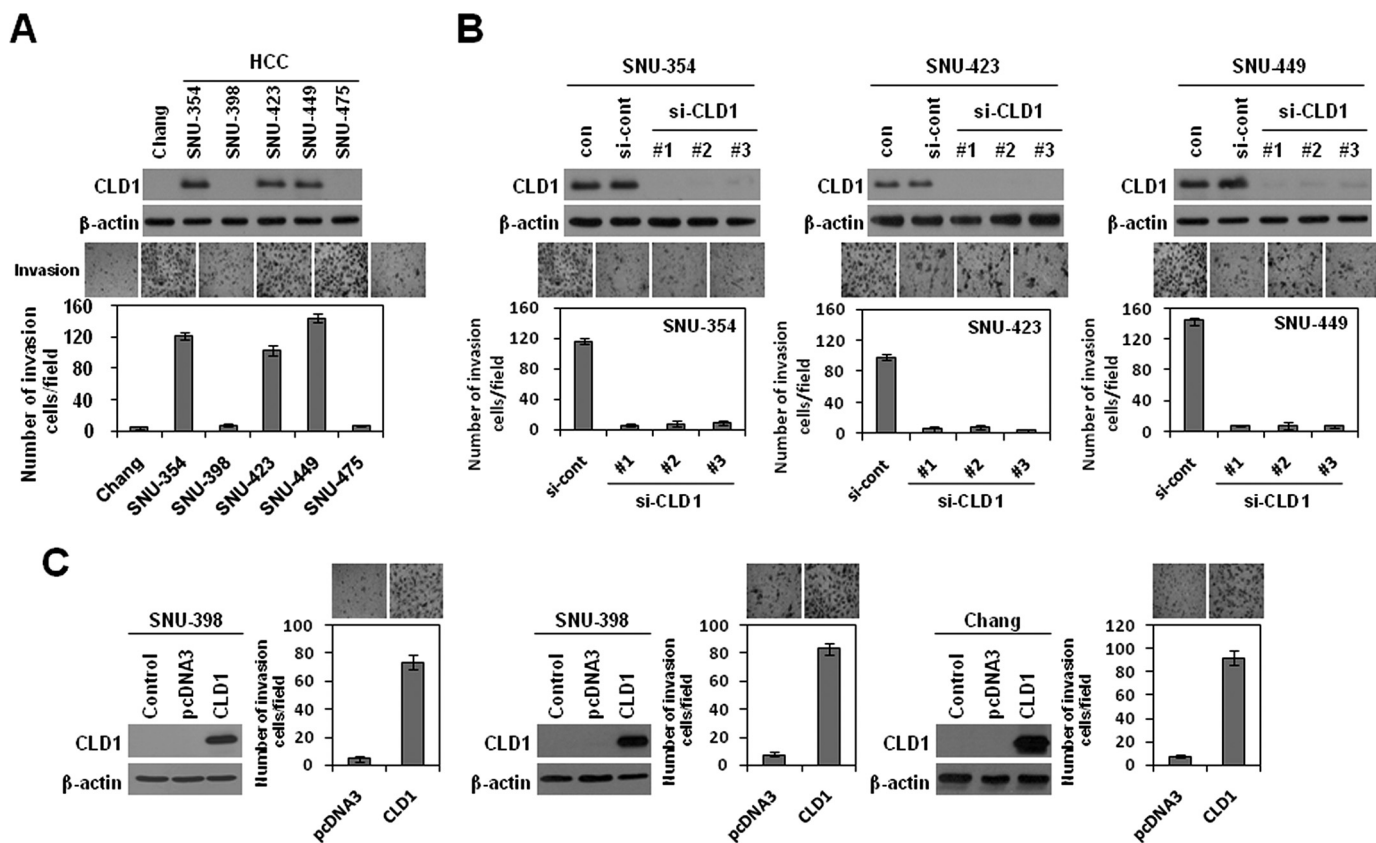 A
HCC
Chang
SNU-354
SNU-398
SNU-423
SNU-449
SNU-475
CLD1
β-actin
Invasion
Number of invasion
cells/field
160
120
80
40
0
Chang
SNU-354
SNU-398
SNU-423
SNU-449
SNU-475
B
SNU-354
con
si-cont
si-CLD1
#1 #2 #3
CLD1
β-actin
Number of invasion
cells/field
160
120
80
40
0
SNU-354
si-cont
#1
#2
#3
si-CLD1
SNU-423
con
si-cont
si-CLD1
#1 #2 #3
CLD1
β-actin
Number of invasion
cells/field
160
120
80
40
0
SNU-423
si-cont
#1
#2
#3
si-CLD1
SNU-449
con
si-cont
si-CLD1
#1 #2 #3
CLD1
β-actin
Number of invasion
cells/field
160
120
80
40
0
SNU-449
si-cont
#1
#2
#3
si-CLD1
C
SNU-398
Control
pcDNA3
CLD1
CLD1
β-actin
Number of invasion
cells/field
100
80
60
40
20
0
pcDNA3
CLD1
SNU-398
Control
pcDNA3
CLD1
CLD1
β-actin
Number of invasion
cells/field
100
80
60
40
20
0
pcDNA3
CLD1
Chang
Control
pcDNA3
CLD1
CLD1
β-actin
Number of invasion
cells/field
120
100
80
60
40
20
0
pcDNA3
CLD1